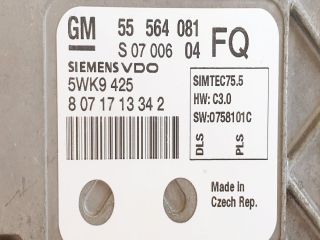 GM 55 564 081 FQ
S 07 006 04
SIEMENS VDO
5WK9 425
8 07 17 13 34 2
SIMTEC75.5
HW: C3.0
SW:0758101C
DLS
PLS
Made in
Czech Rep.